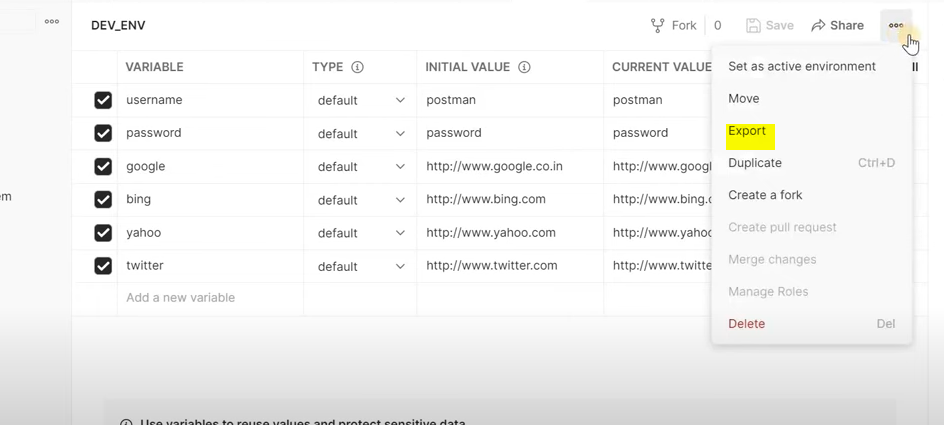 DEV_ENV Fork 0 Save Share
VARIABLE TYPE INITIAL VALUE CURRENT VALUE
username default postman postman
password default password password
google default http://www.google.co.in http://www.googl
bing default http://www.bing.com http://www.bing.c
yahoo default http://www.yahoo.com http://www.yahoo
twitter default http://www.twitter.com http://www.twitte
Add a new variable
Set as active environment
Move
Export
Duplicate Ctrl+D
Create a fork
Create pull request
Merge changes
Manage Roles
Delete Del
em
Use variables to reuse values and protect sensitive data